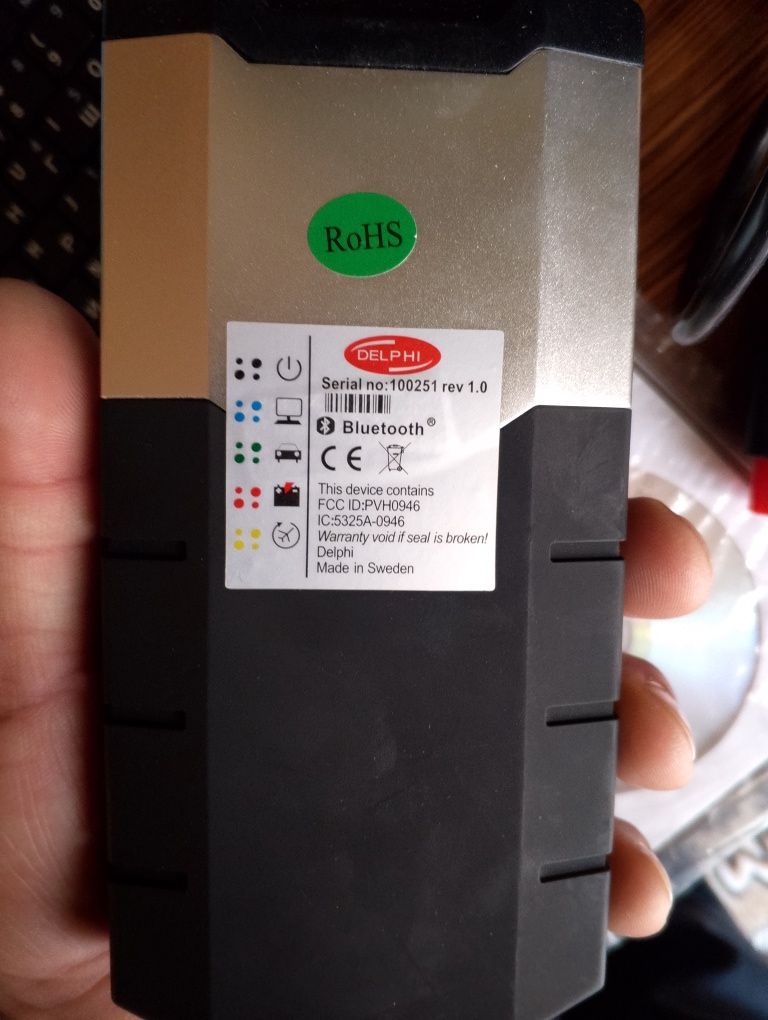 RoHS
DELPHI
Serial no:100251 rev 1.0
Bluetooth®
CE
This device contains
FCC ID:PVH0946
IC:5325A-0946
Warranty void if seal is broken!
Delphi
Made in Sweden